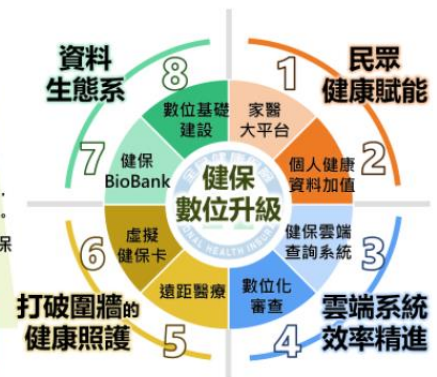 資料
生態系
8
1
民眾
健康賦能
數位基礎
建設
家醫
大平台
7
健保
BioBank
個人健康
資料加值
2
健保
數位升級
。
保
6
虛擬
健保卡
健保雲端
查詢系統
3
NAL HEALTH INSUR
遠距醫療
數位化
審查
打破圍牆的
健康照護
5
4
雲端系統
效率精進